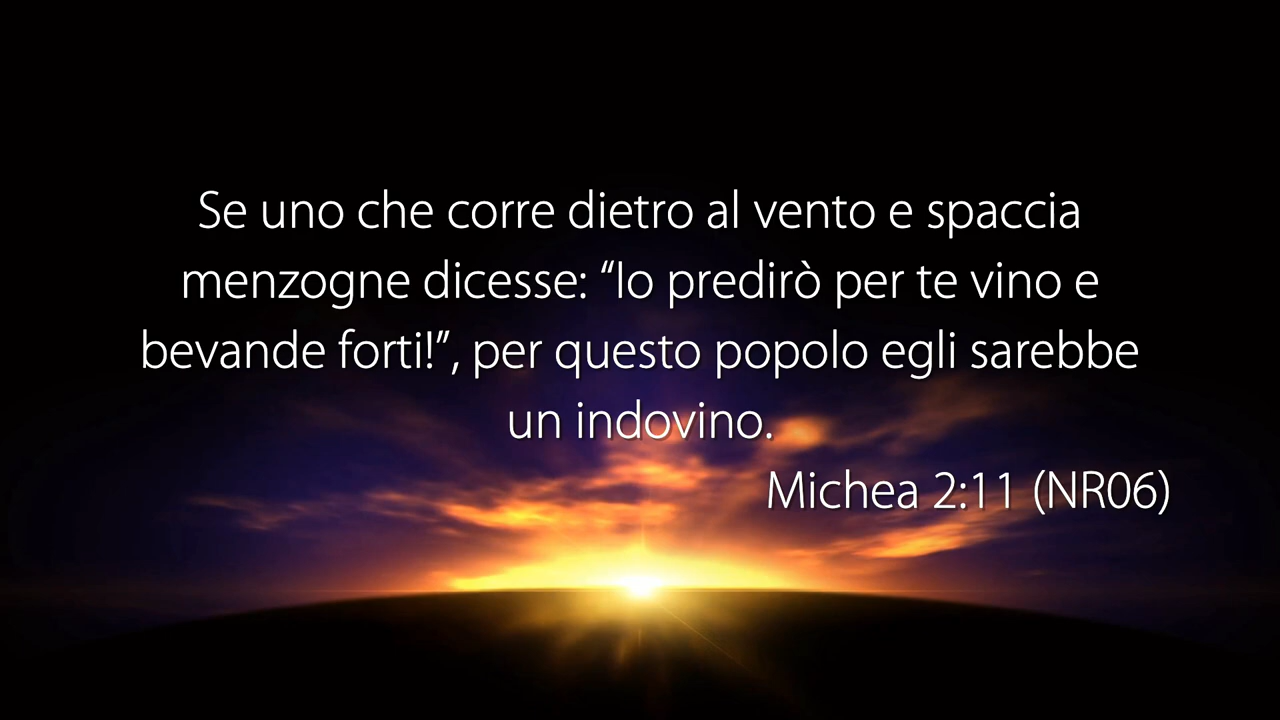 Se uno che corre dietro al vento e spaccia
menzogne dicesse: “Io predirò per te vino e
bevande forti!”, per questo popolo egli sarebbe
un indovino.
Michea 2:11 (NR06)